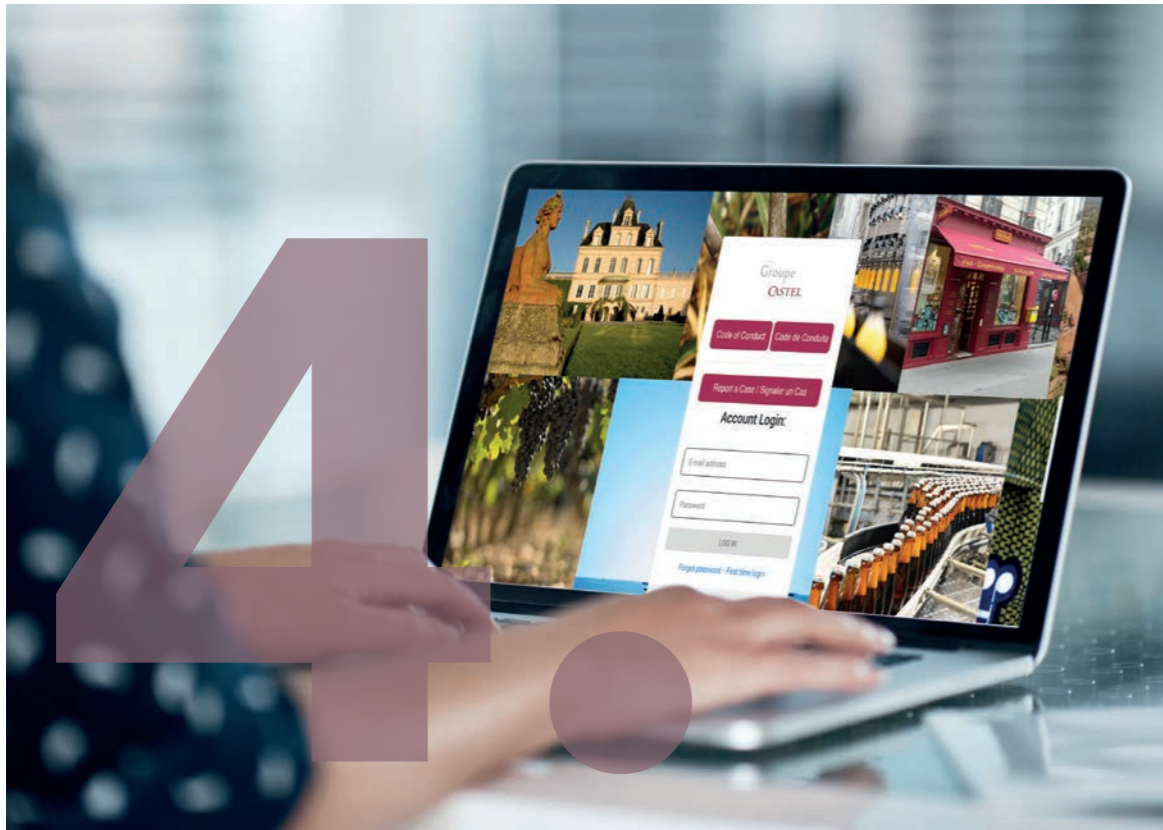 4.
Groupe
CASTEL
Code of Conduct
Code de Conduite
Report a Case / Signaler un Cas
Account Login:
E-mail address
Password
LOG IN
Forgot password - First time login